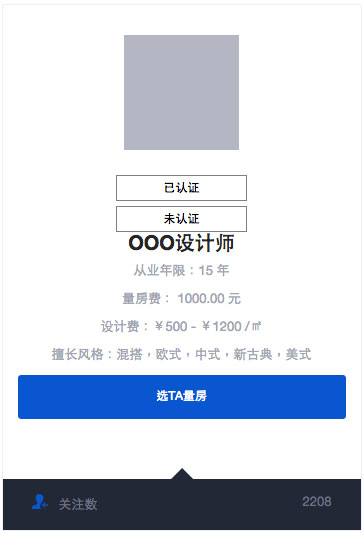 已认证
未认证
OOO设计师
从业年限：15 年
量房费： 1000.00 元
设计费：￥500 - ￥1200 /㎡
擅长风格：混搭，欧式，中式，新古典，美式
选TA量房
关注数 2208